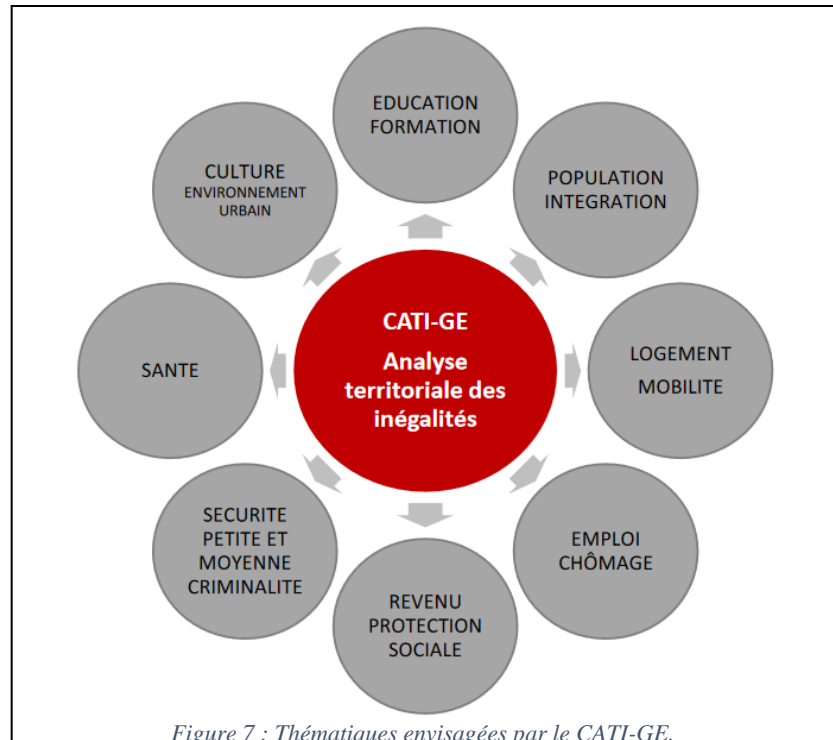 EDUCATION
FORMATION
CULTURE
ENVIRONNEMENT
URBAIN
POPULATION
INTEGRATION
CATI-GE
Analyse
territoriale des
inégalités
SANTE
LOGEMENT
MOBILITE
SECURITE
PETITE ET
MOYENNE
CRIMINALITE
EMPLOI
CHÔMAGE
REVENU
PROTECTION
SOCIALE
Figure 7 : Thématiques envisagées par le CATI-GE.